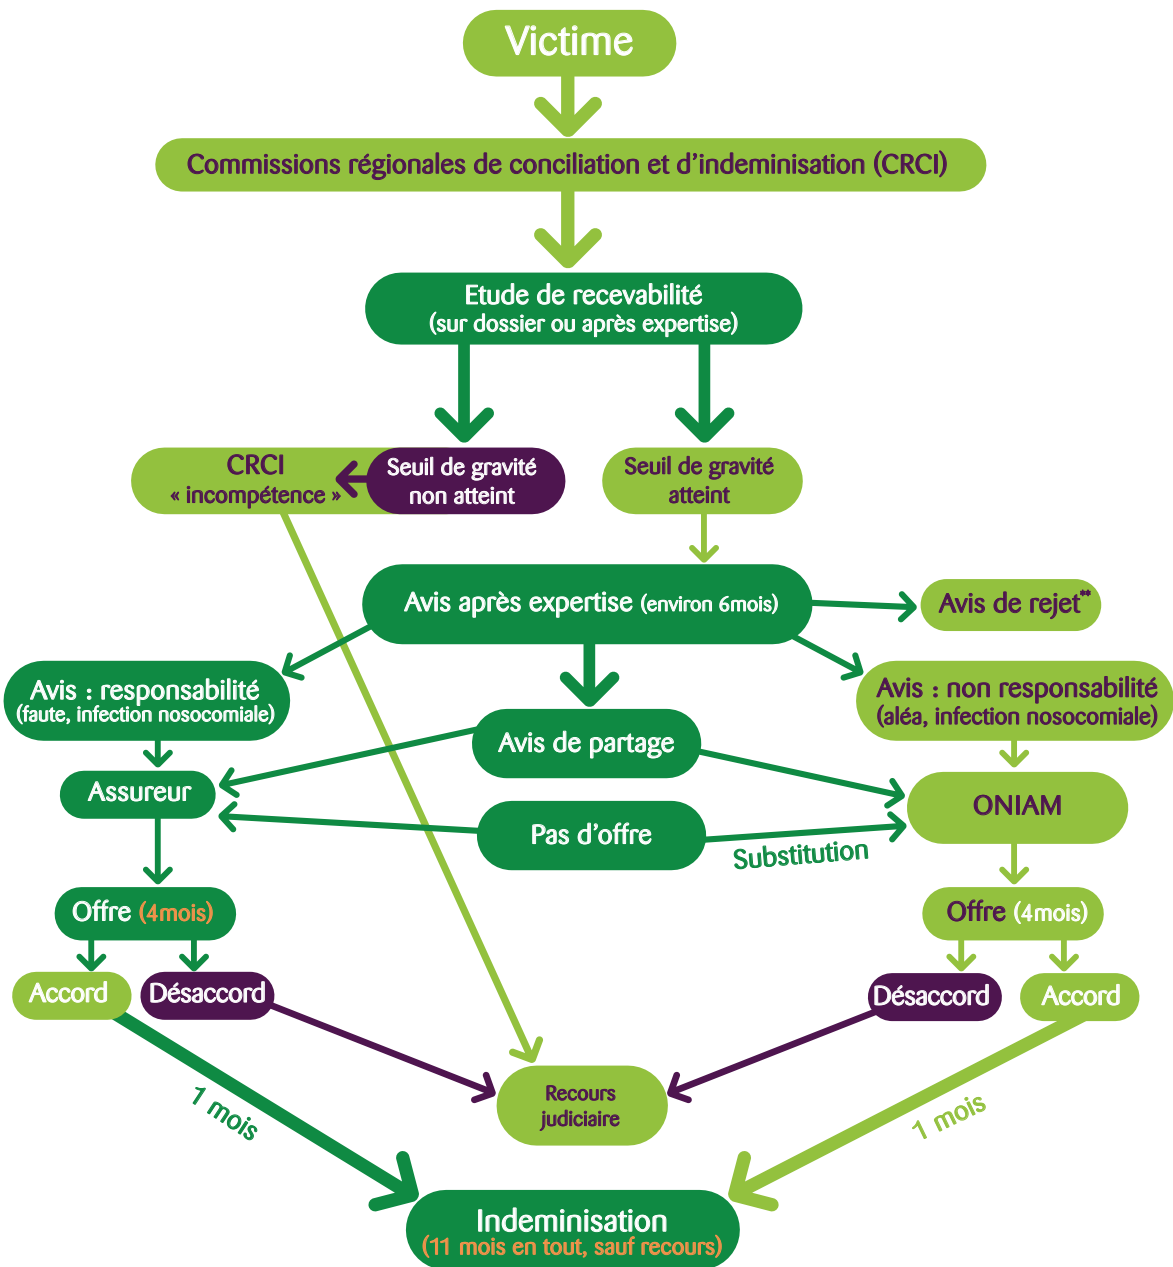 Victime
Commissions régionales de conciliation et d'indeminisation (CRCI)
Etude de recevabilité
(sur dossier ou après expertise)
CRCI
« incompétence »
Seuil de gravité
non atteint
Seuil de gravité
atteint
Avis après expertise (environ 6mois)
Avis de rejet**
Avis : responsabilité
(faute, infection nosocomiale)
Avis de partage
Avis : non responsabilité
(aléa, infection nosocomiale)
Assureur
Pas d'offre
Substitution
ONIAM
Offre (4mois)
Offre (4mois)
Accord
Désaccord
Désaccord
Accord
Recours
judiciaire
1 mois
1 mois
Indeminisation
(11 mois en tout, sauf recours)